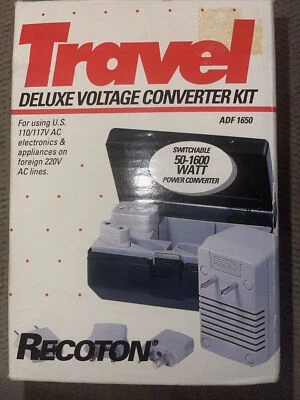 Travel
DELUXE VOLTAGE CONVERTER KIT
For using U.S.
110/117V AC
electronics &
appliances on
foreign 220V
AC lines.
ADF 1650
SWITCHABLE
50-1600
WATT
POWER CONVERTER
RECOTON®